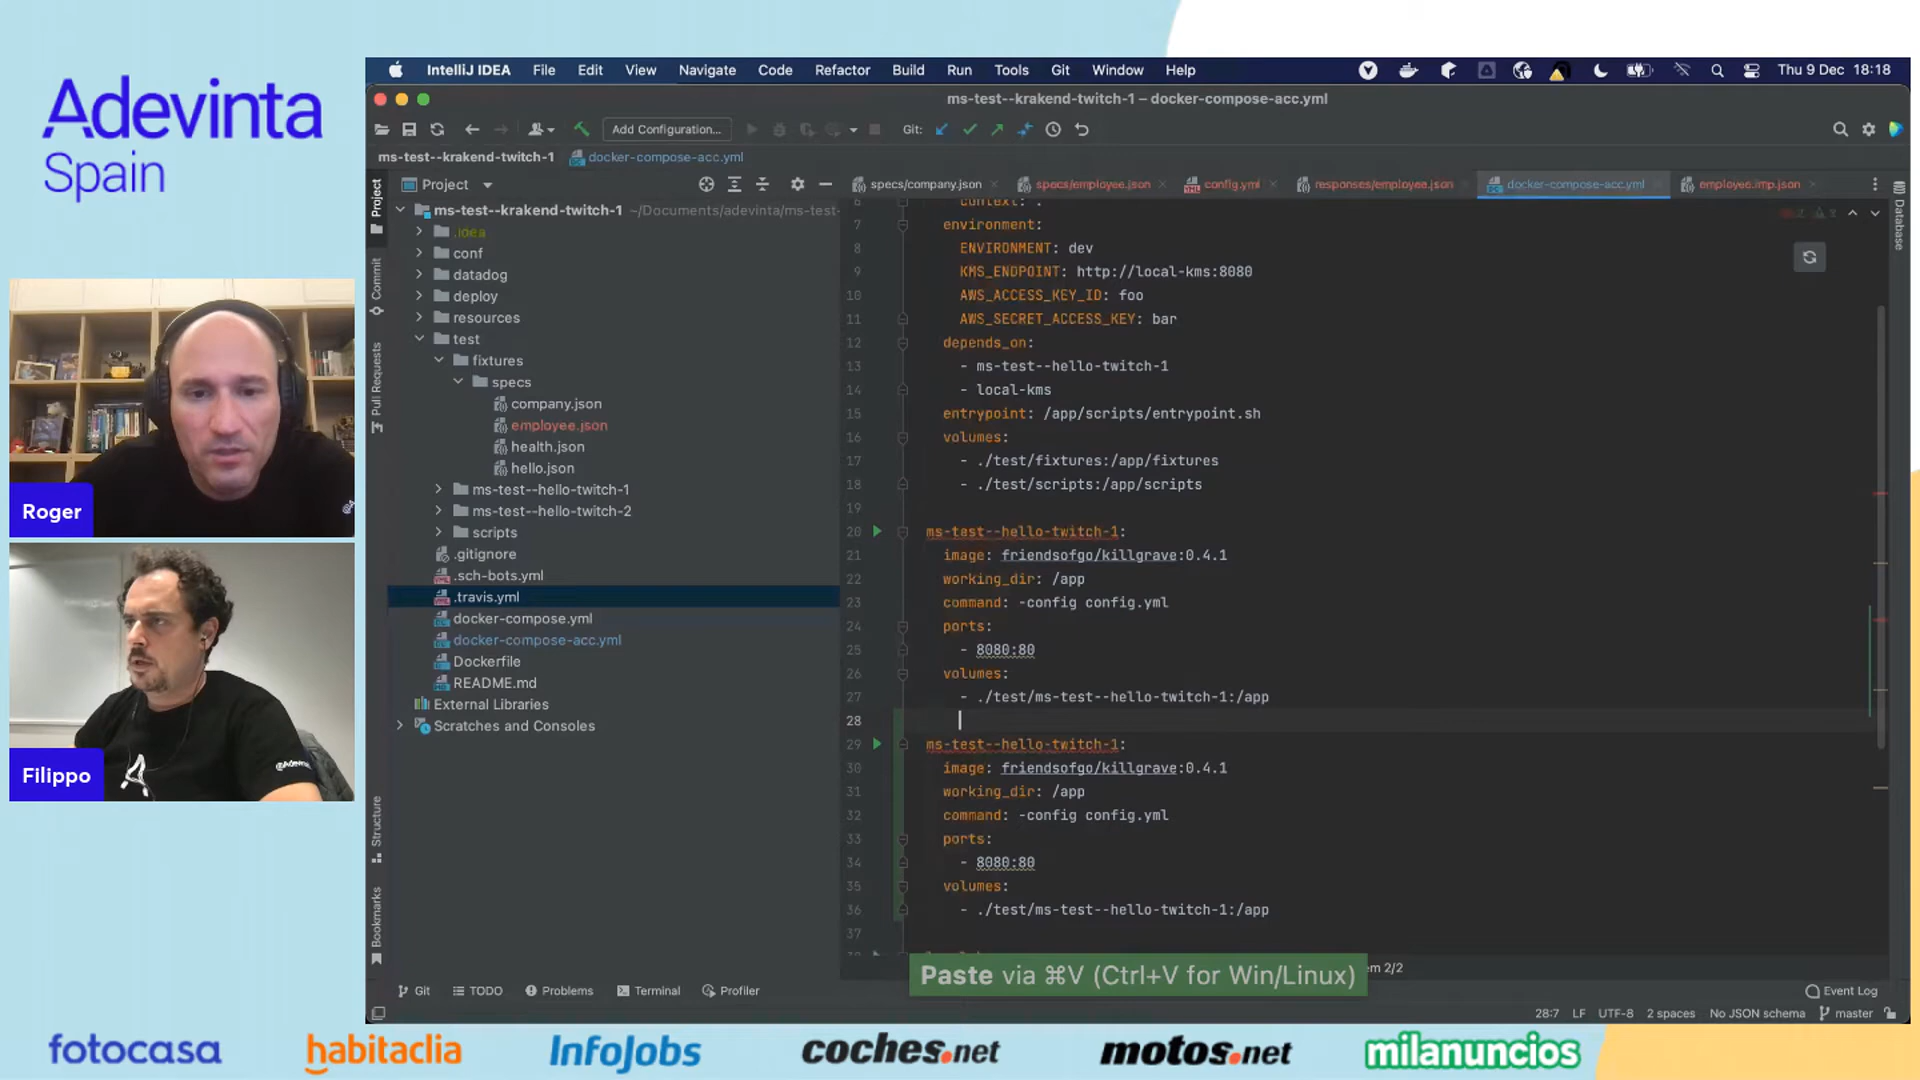 Adevinta
Spain
Roger
Filippo
IntelliJ IDEA File Edit View Navigate Code Refactor Build Run Tools Git Window Help Thu 9 Dec 18:18
ms-test--krakend-twitch-1 – docker-compose-acc.yml
Add Configuration... Git:
ms-test--krakend-twitch-1 docker-compose-acc.yml
Project
specs/company.json specs/employee.json config.yml responses/employee.json docker-compose-acc.yml employee.imp.json
Project
Commit
Pull Requests
Structure
Bookmarks
Database
ms-test--krakend-twitch-1 ~/Documents/adevinta/ms-test-
.idea
conf
datadog
deploy
resources
test
fixtures
specs
company.json
employee.json
health.json
hello.json
ms-test--hello-twitch-1
ms-test--hello-twitch-2
scripts
.gitignore
.sch-bots.yml
.travis.yml
docker-compose.yml
docker-compose-acc.yml
Dockerfile
README.md
External Libraries
Scratches and Consoles
6 context: .
7 environment:
8 ENVIRONMENT: dev
9 KMS_ENDPOINT: http://local-kms:8080
10 AWS_ACCESS_KEY_ID: foo
11 AWS_SECRET_ACCESS_KEY: bar
12 depends_on:
13 - ms-test--hello-twitch-1
14 - local-kms
15 entrypoint: /app/scripts/entrypoint.sh
16 volumes:
17 - ./test/fixtures:/app/fixtures
18 - ./test/scripts:/app/scripts
19
20 ms-test--hello-twitch-1:
21 image: friendsofgo/killgrave:0.4.1
22 working_dir: /app
23 command: -config config.yml
24 ports:
25 - 8080:80
26 volumes:
27 - ./test/ms-test--hello-twitch-1:/app
28
29 ms-test--hello-twitch-1:
30 image: friendsofgo/killgrave:0.4.1
31 working_dir: /app
32 command: -config config.yml
33 ports:
34 - 8080:80
35 volumes:
36 - ./test/ms-test--hello-twitch-1:/app
37
Paste via ⌘V (Ctrl+V for Win/Linux) em 2/2
Git TODO Problems Terminal Profiler Event Log
28:7 LF UTF-8 2 spaces No JSON schema master
fotocasa habitaclia InfoJobs coches.net motos.net milanuncios